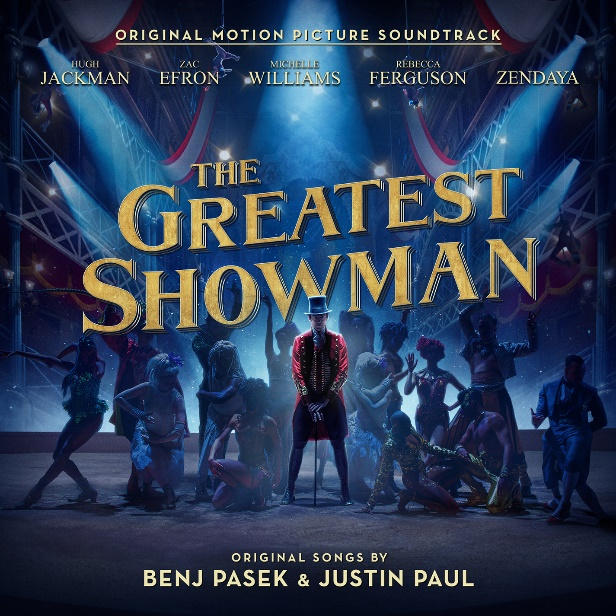 ORIGINAL MOTION PICTURE SOUNDTRACK
HUGH JACKMAN
ZAC EFRON
MICHELLE WILLIAMS
REBECCA FERGUSON
ZENDAYA
THE
GREATEST
SHOWMAN
ORIGINAL SONGS BY
BENJ PASEK & JUSTIN PAUL